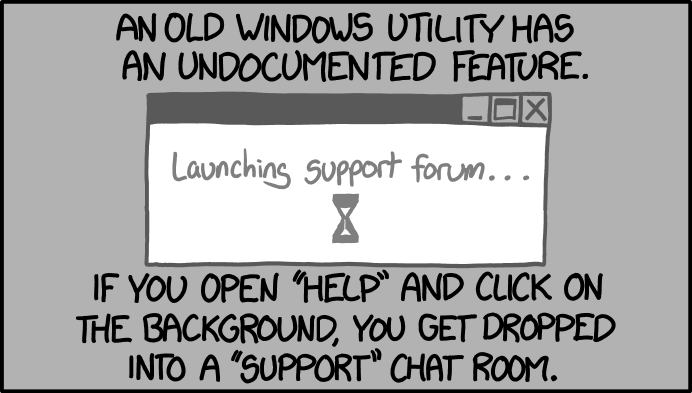 AN OLD WINDOWS UTILITY HAS
AN UNDOCUMENTED FEATURE.
Launching support forum...
IF YOU OPEN "HELP" AND CLICK ON
THE BACKGROUND, YOU GET DROPPED
INTO A "SUPPORT" CHAT ROOM.